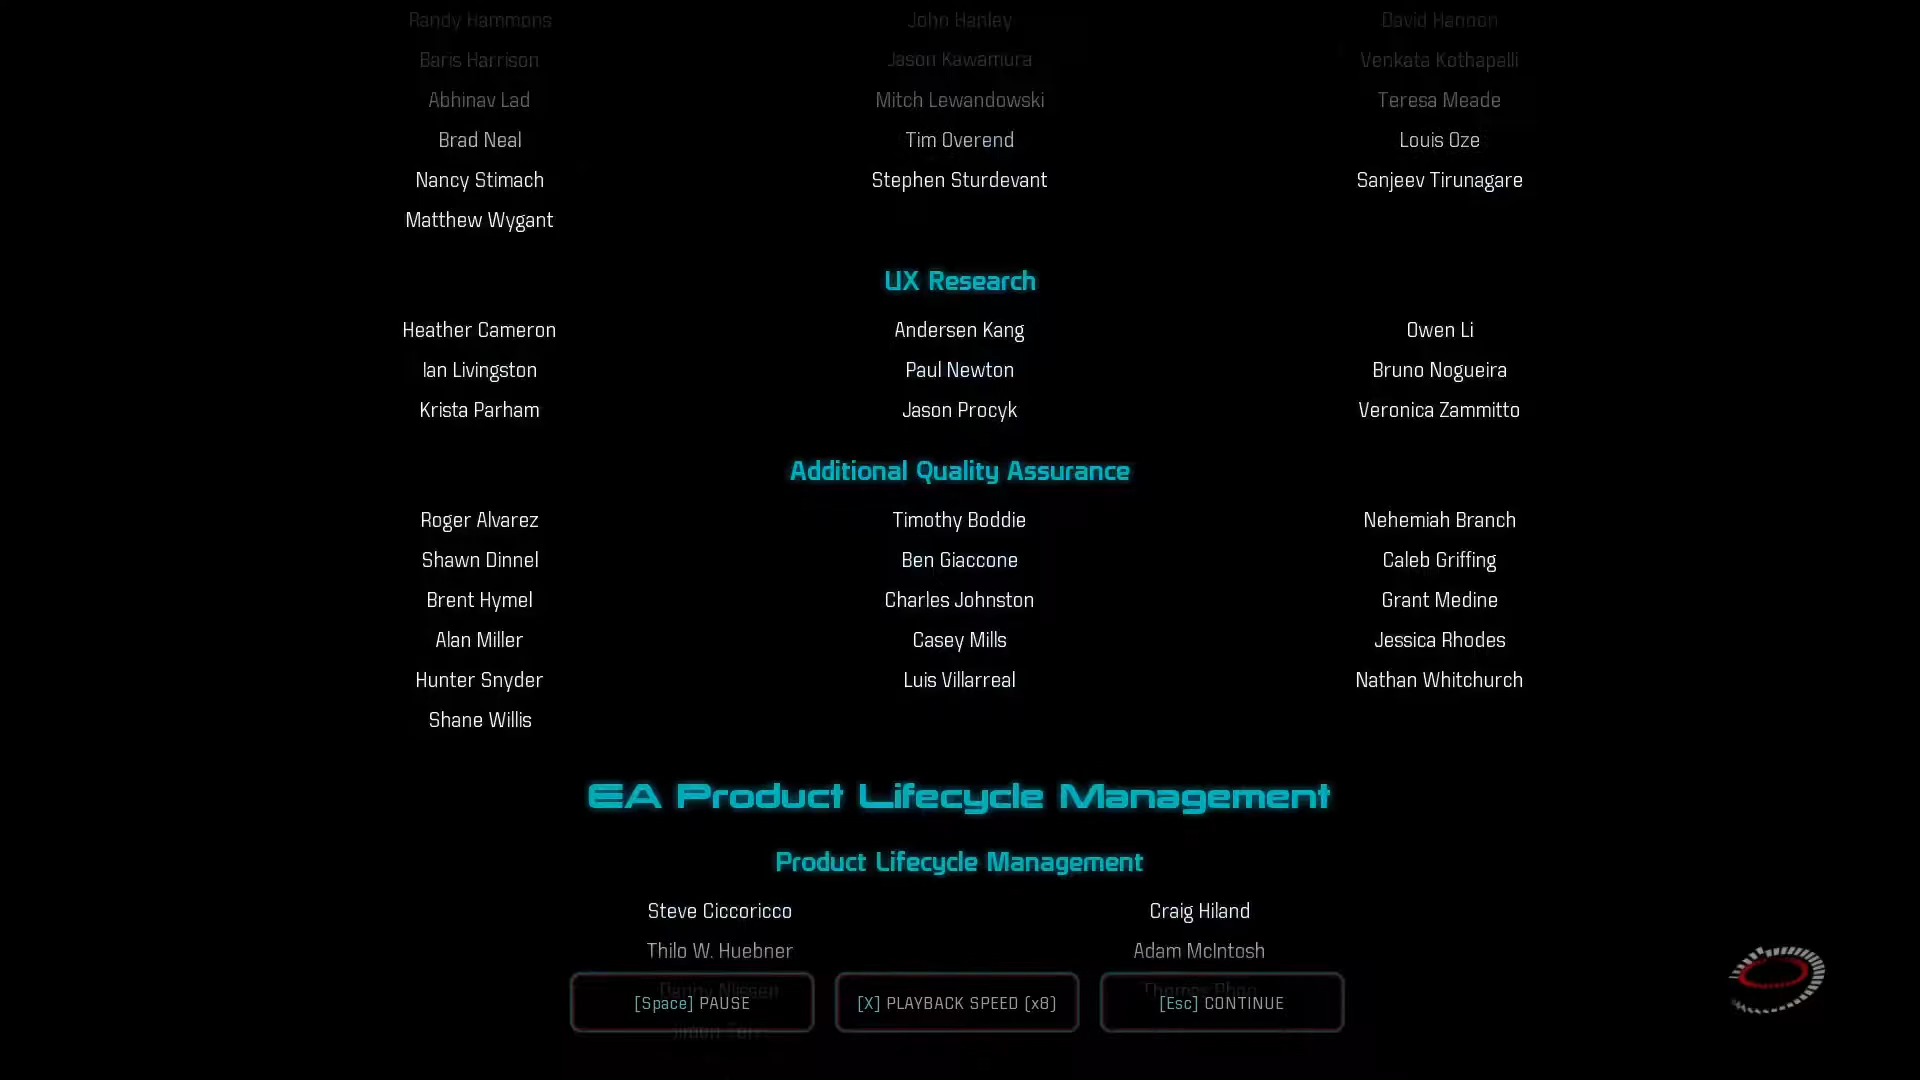 Randy Hammons John Hanley David Hannon
Baris Harrison Jason Kawamura Venkata Kothapalli
Abhinav Lad Mitch Lewandowski Teresa Meade
Brad Neal Tim Overend Louis Oze
Nancy Stimach Stephen Sturdevant Sanjeev Tirunagare
Matthew Wygant
UX Research
Heather Cameron Andersen Kang Owen Li
Ian Livingston Paul Newton Bruno Nogueira
Krista Parham Jason Procyk Veronica Zammitto
Additional Quality Assurance
Roger Alvarez Timothy Boddie Nehemiah Branch
Shawn Dinnel Ben Giaccone Caleb Griffing
Brent Hymel Charles Johnston Grant Medine
Alan Miller Casey Mills Jessica Rhodes
Hunter Snyder Luis Villarreal Nathan Whitchurch
Shane Willis
EA Product Lifecycle Management
Product Lifecycle Management
Steve Ciccoricco Craig Hiland
Thilo W. Huebner Adam McIntosh
Thomas
[Space] PAUSE [X] PLAYBACK SPEED (x8) [Esc] CONTINUE